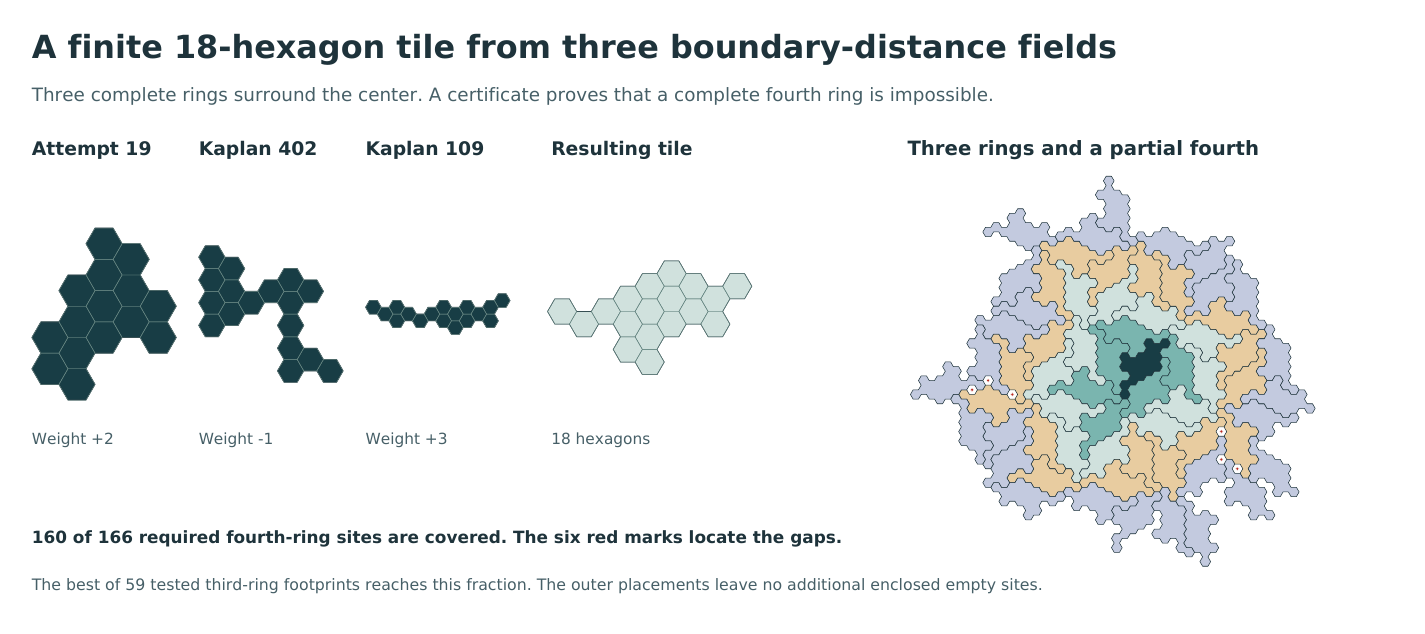 A finite 18-hexagon tile from three boundary-distance fields
Three complete rings surround the center. A certificate proves that a complete fourth ring is impossible.
Attempt 19
Kaplan 402
Kaplan 109
Resulting tile
Three rings and a partial fourth
Weight +2
Weight -1
Weight +3
18 hexagons
160 of 166 required fourth-ring sites are covered. The six red marks locate the gaps.
The best of 59 tested third-ring footprints reaches this fraction. The outer placements leave no additional enclosed empty sites.